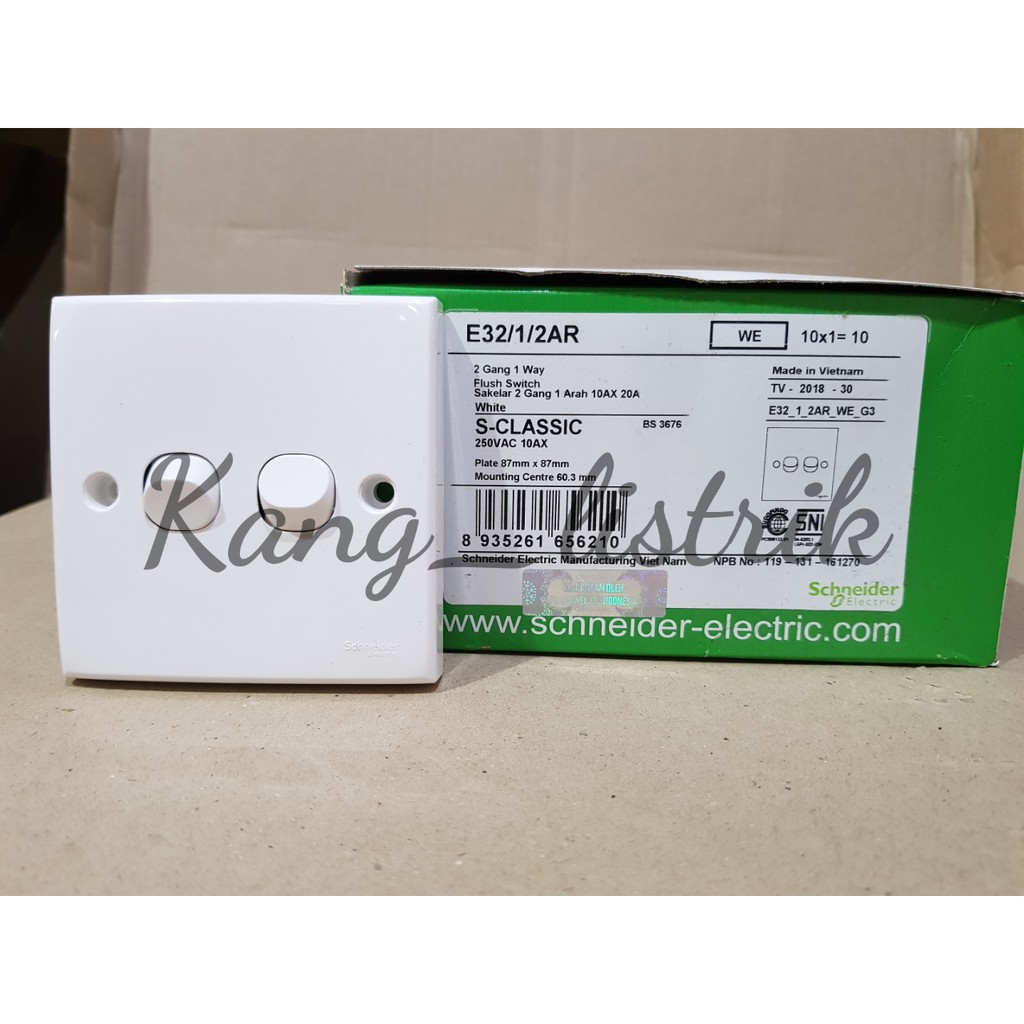 E32/1/2AR
WE
10x1= 10
2 Gang 1 Way
Flush Switch
Sakelar 2 Gang 1 Arah 10AX 20A
White
S-CLASSIC
BS 3676
250VAC 10AX
Plate 87mm x 87mm
Mounting Centre 60.3 mm
Made in Vietnam
TV - 2018 - 30
E32_1_2AR_WE_G3
SNI
8 935261 656210
Schneider Electric Manufacturing Viet Nam
NPB No : 119 - 131 - 161270
Schneider
Electric
www.schneider-electric.com
Schneider
Electric
Kang_listrik